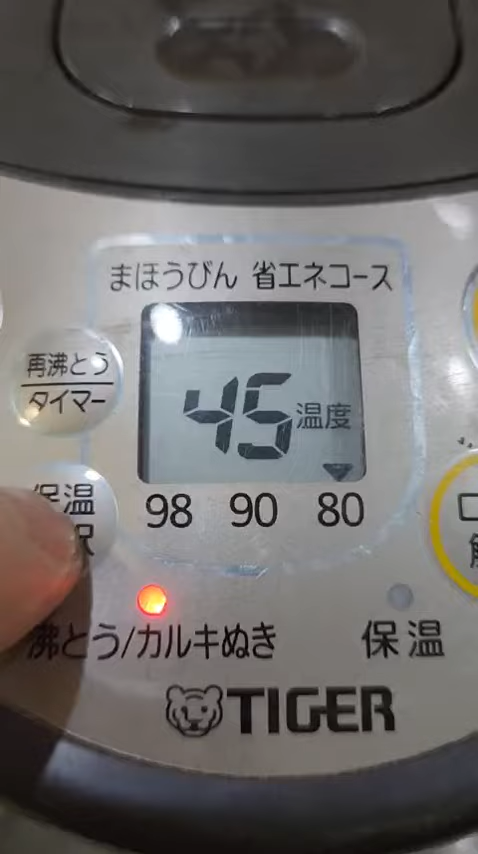 まほうびん 省エネコース
再沸とう
タイマー
45 温度
保温
98 90 80
沸とう/カルキぬき
保温
TIGER